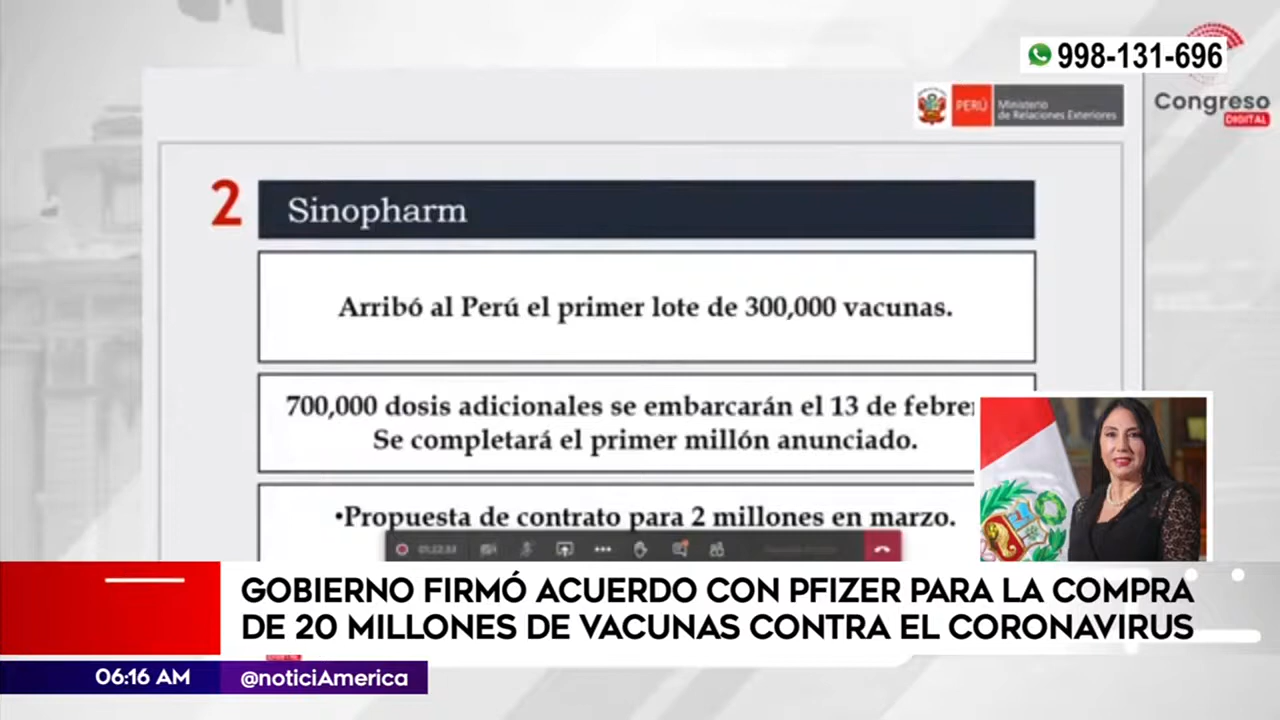 998-131-696
PERÚ
Ministerio
de Relaciones Exteriores
Congreso
DIGITAL
2
Sinopharm
Arribó al Perú el primer lote de 300,000 vacunas.
700,000 dosis adicionales se embarcarán el 13 de febrer
Se completará el primer millón anunciado.
•Propuesta de contrato para 2 millones en marzo.
GOBIERNO FIRMÓ ACUERDO CON PFIZER PARA LA COMPRA
DE 20 MILLONES DE VACUNAS CONTRA EL CORONAVIRUS
06:16 AM
@noticiAmerica